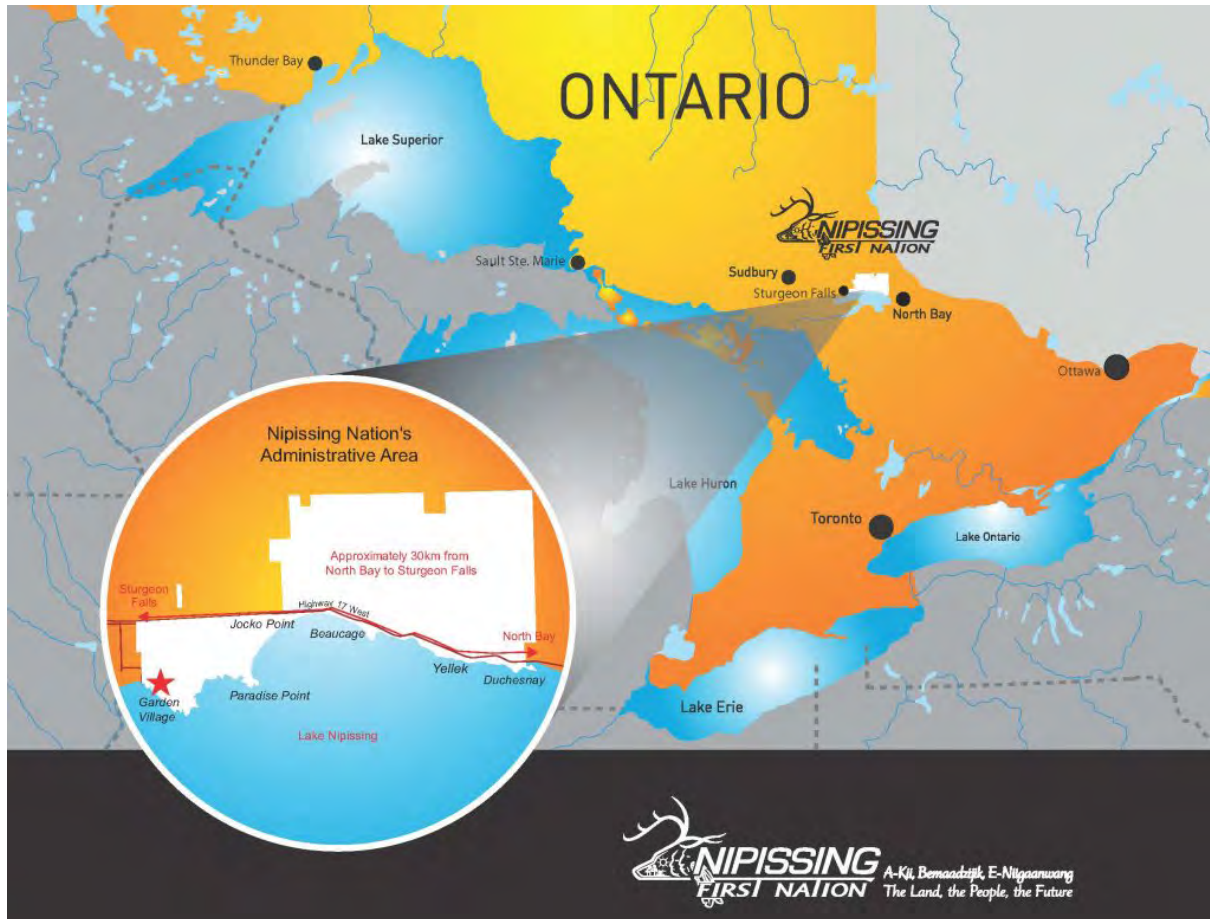 Thunder Bay
ONTARIO
Lake Superior
NIPISSING
FIRST NATION
Sault Ste. Marie
Sudbury
Sturgeon Falls
North Bay
Ottawa
Nipissing Nation's
Administrative Area
Lake Huron
Toronto
Lake Ontario
Approximately 30km from
North Bay to Sturgeon Falls
Sturgeon
Falls
Highway 17 West
Jocko Point
Beaucage
North Bay
Yellek
Duchesnay
Paradise Point
Garden
Village
Lake Nipissing
Lake Erie
NIPISSING
FIRST NATION
A-Kii, Bemaadzijik, E-Niigaanwang
The Land, the People, the Future